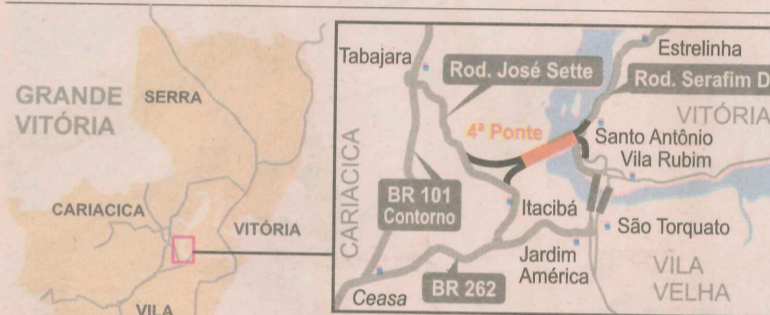 GRANDE
VITÓRIA
SERRA
CARIACICA
VITÓRIA
VILA
Tabajara
Rod. José Sette
Estrelinha
Rod. Serafim D
VITÓRIA
4ª Ponte
Santo Antônio
Vila Rubim
CARIACICA
BR 101
Contorno
Itacibá
São Torquato
Jardim
América
VILA
VELHA
BR 262
Ceasa